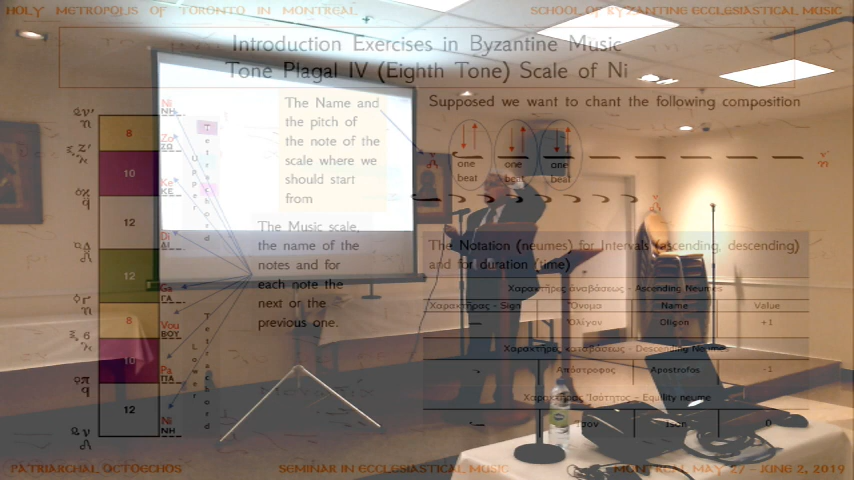 HOLY METROPOLIS OF TORONTO IN MONTREAL
SCHOOL OF BYZANTINE ECCLESIASTICAL MUSIC
Introduction Exercises in Byzantine Music
Tone Plagal IV (Eighth Tone) Scale of Ni
Ni
ΝΗ
8
Zo
ΖΩ
10
Ke
ΚΕ
12
Di
ΔΙ
12
Ga
ΓΑ
8
Vou
ΒΟΥ
10
Pa
ΠΑ
12
Ni
ΝΗ
Upper
Tetrachord
Lower
Tetrachord
The Name and
the pitch of
the note of the
scale where we
should start
from
The Music scale,
the name of the
notes and for
each note the
next or the
previous one.
Supposed we want to chant the following composition
one
beat
one
beat
one
beat
The Notation (neumes) for Intervals (ascending, descending)
and for duration (time)
Χαρακτῆρες ἀναβάσεως - Ascending Neumes
Χαρακτῆρας - Sign Ὄνομα Name Value
Ὀλίγον Oligon +1
Χαρακτῆρες καταβάσεως - Descending Neumes
Ἀπόστροφος Apostrofos -1
Χαρακτῆρας Ἰσότητος - Equility neume
Ἴσον Ison 0
PATRIARCHAL OCTOECHOS
SEMINAR IN ECCLESIASTICAL MUSIC
MONTREAL MAY 27 - JUNE 2, 2019